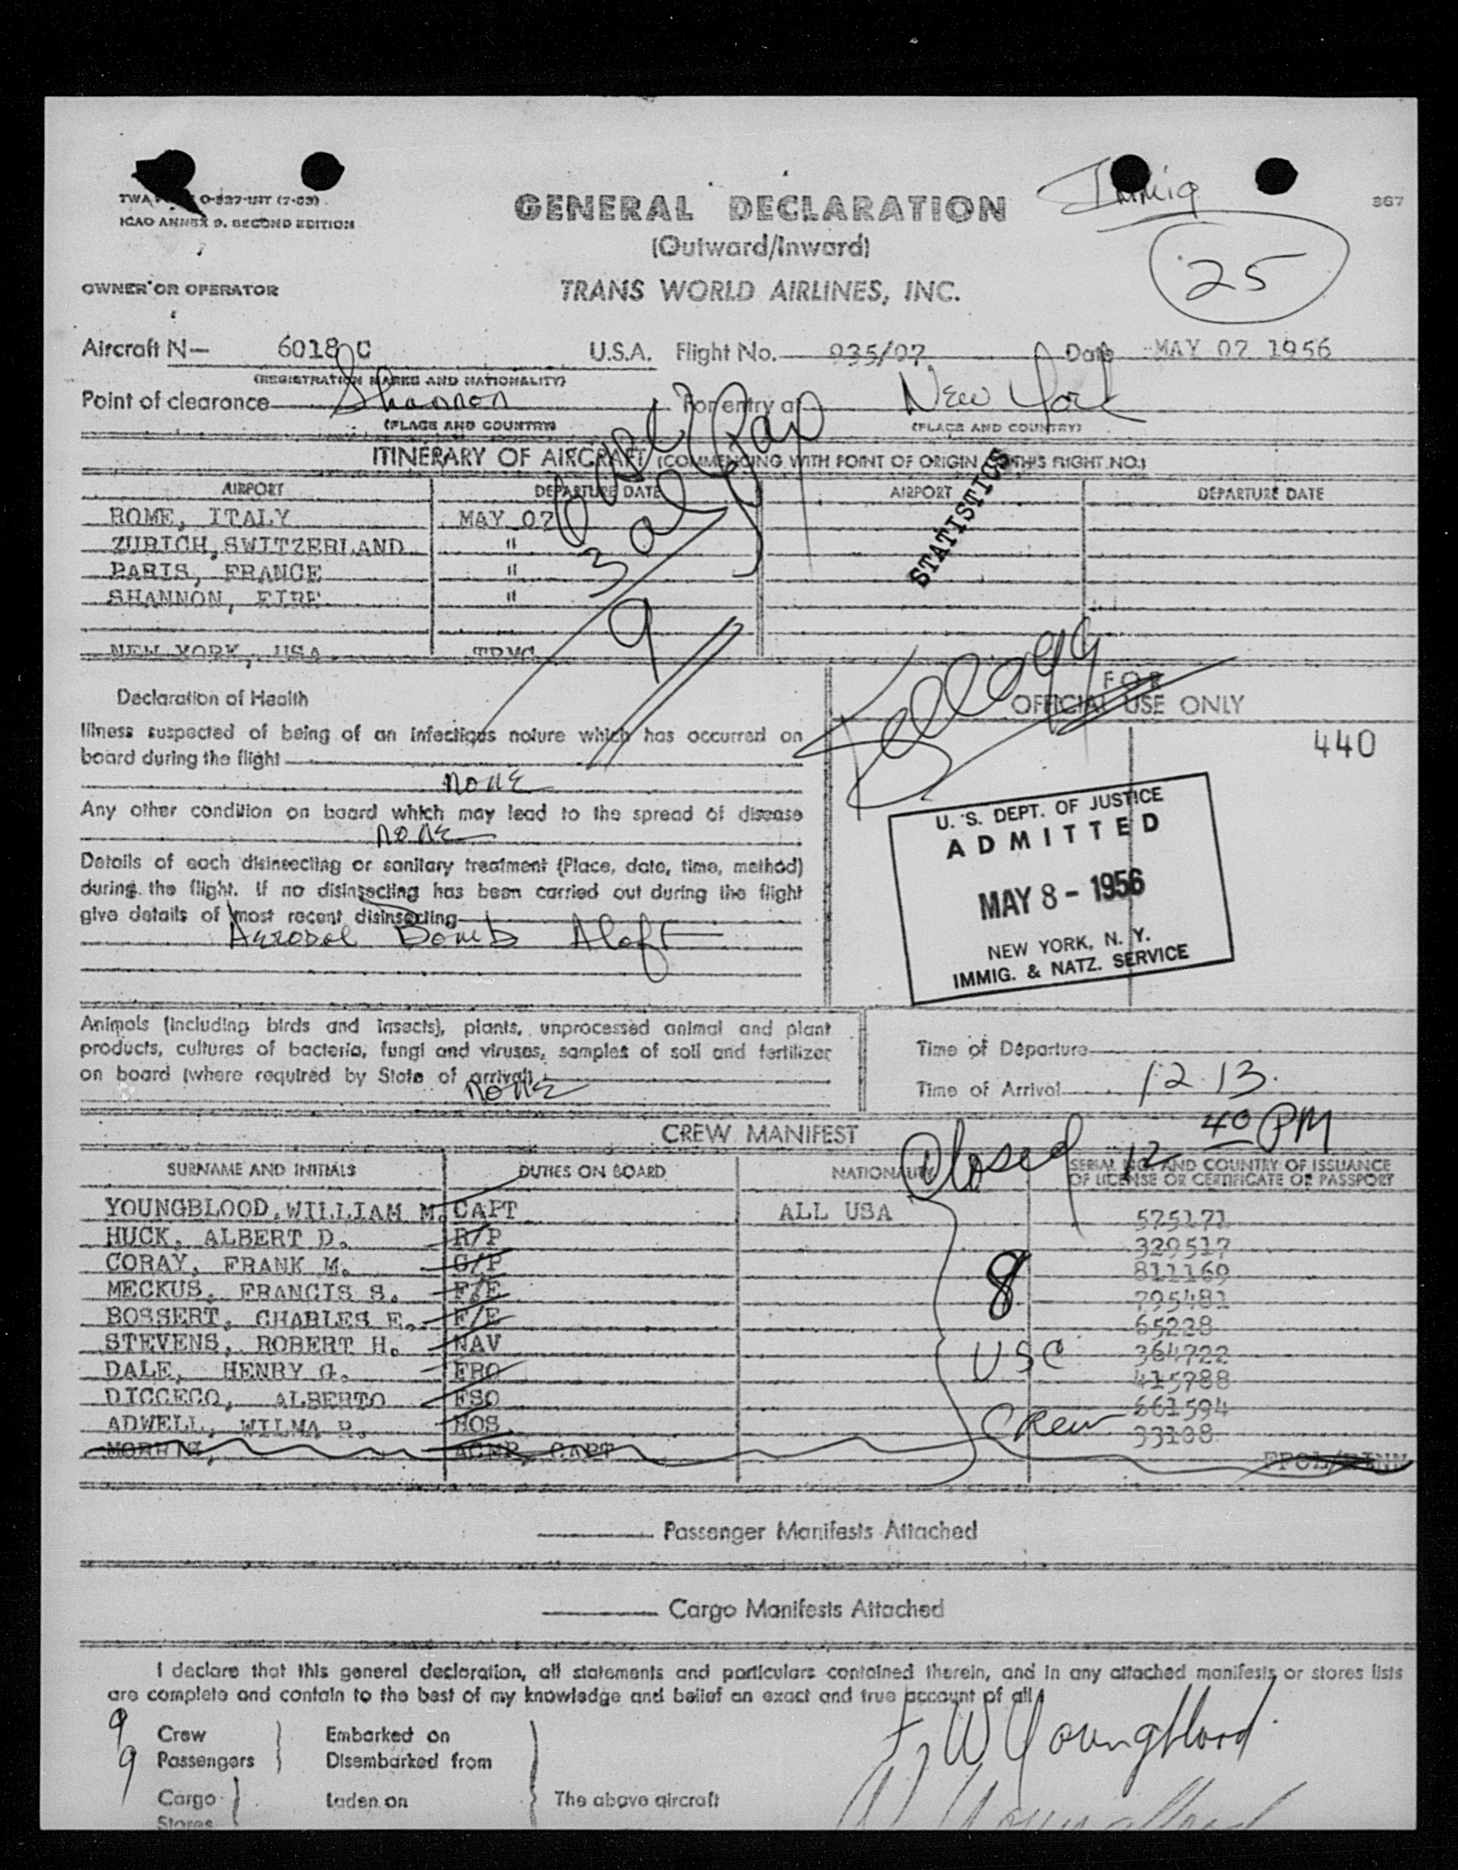 Immig
367
O-937-INT (7-53)
ICAO ANNEX 9, SECOND EDITION
GENERAL DECLARATION
(Outward/Inward)
25
OWNER OR OPERATOR
TRANS WORLD AIRLINES, INC.
Aircraft N— 6018 C U.S.A. Flight No. 935/07 Date MAY 07 1956
(REGISTRATION MARKS AND NATIONALITY)
Point of clearance Shannon For entry at New York
(PLACE AND COUNTRY) (PLACE AND COUNTRY)
ITINERARY OF AIRCRAFT (COMMENCING WITH POINT OF ORIGIN OF THIS FLIGHT NO.)
AIRPORT DEPARTURE DATE AIRPORT DEPARTURE DATE
ROME, ITALY MAY 07
ZURICH, SWITZERLAND "
PARIS, FRANCE "
SHANNON, EIRE "
NEW YORK, USA TRMG
STATISTICS
9
Kellogg
Declaration of Health
FOR
OFFICIAL USE ONLY
Illness suspected of being of an infectious nature which has occurred on
board during the flight
none
440
Any other condition on board which may lead to the spread of disease
none
Details of each disinsecting or sanitary treatment (Place, date, time, method)
during the flight. If no disinsecting has been carried out during the flight
give details of most recent disinsecting
Aerosol Bomb Aloft
U. S. DEPT. OF JUSTICE
ADMITTED
MAY 8 - 1956
NEW YORK, N. Y.
IMMIG. & NATZ. SERVICE
Animals (including birds and insects), plants, unprocessed animal and plant
products, cultures of bacteria, fungi and viruses, samples of soil and fertilizer
on board (where required by State of arrival)
none
Time of Departure
Time of Arrival 12 13
Closed 12 40 PM
CREW MANIFEST
SURNAME AND INITIALS DUTIES ON BOARD NATIONALITY SERIAL NO. AND COUNTRY OF ISSUANCE
OF LICENSE OR CERTIFICATE OR PASSPORT
YOUNGBLOOD, WILLIAM M. CAPT ALL USA 575171
HUCK, ALBERT D. R/P 329517
CORAY, FRANK M. C/P 811169
MECKUS, FRANCIS S. F/E 795481
BOSSERT, CHARLES E. F/E 65228
STEVENS, ROBERT H. NAV 364722
DALE, HENRY G. FRO 415788
DICCECO, ALBERTO FSO 661594
ADWELL, WILMA R. HOS 33108
8
USC
Crew
Passenger Manifests Attached
Cargo Manifests Attached
I declare that this general declaration, all statements and particulars contained therein, and in any attached manifests or stores lists
are complete and contain to the best of my knowledge and belief an exact and true account of all
9 Crew Embarked on
9 Passengers Disembarked from
W Youngblood
Cargo Laden on The above aircraft
Stores
W Youngblood